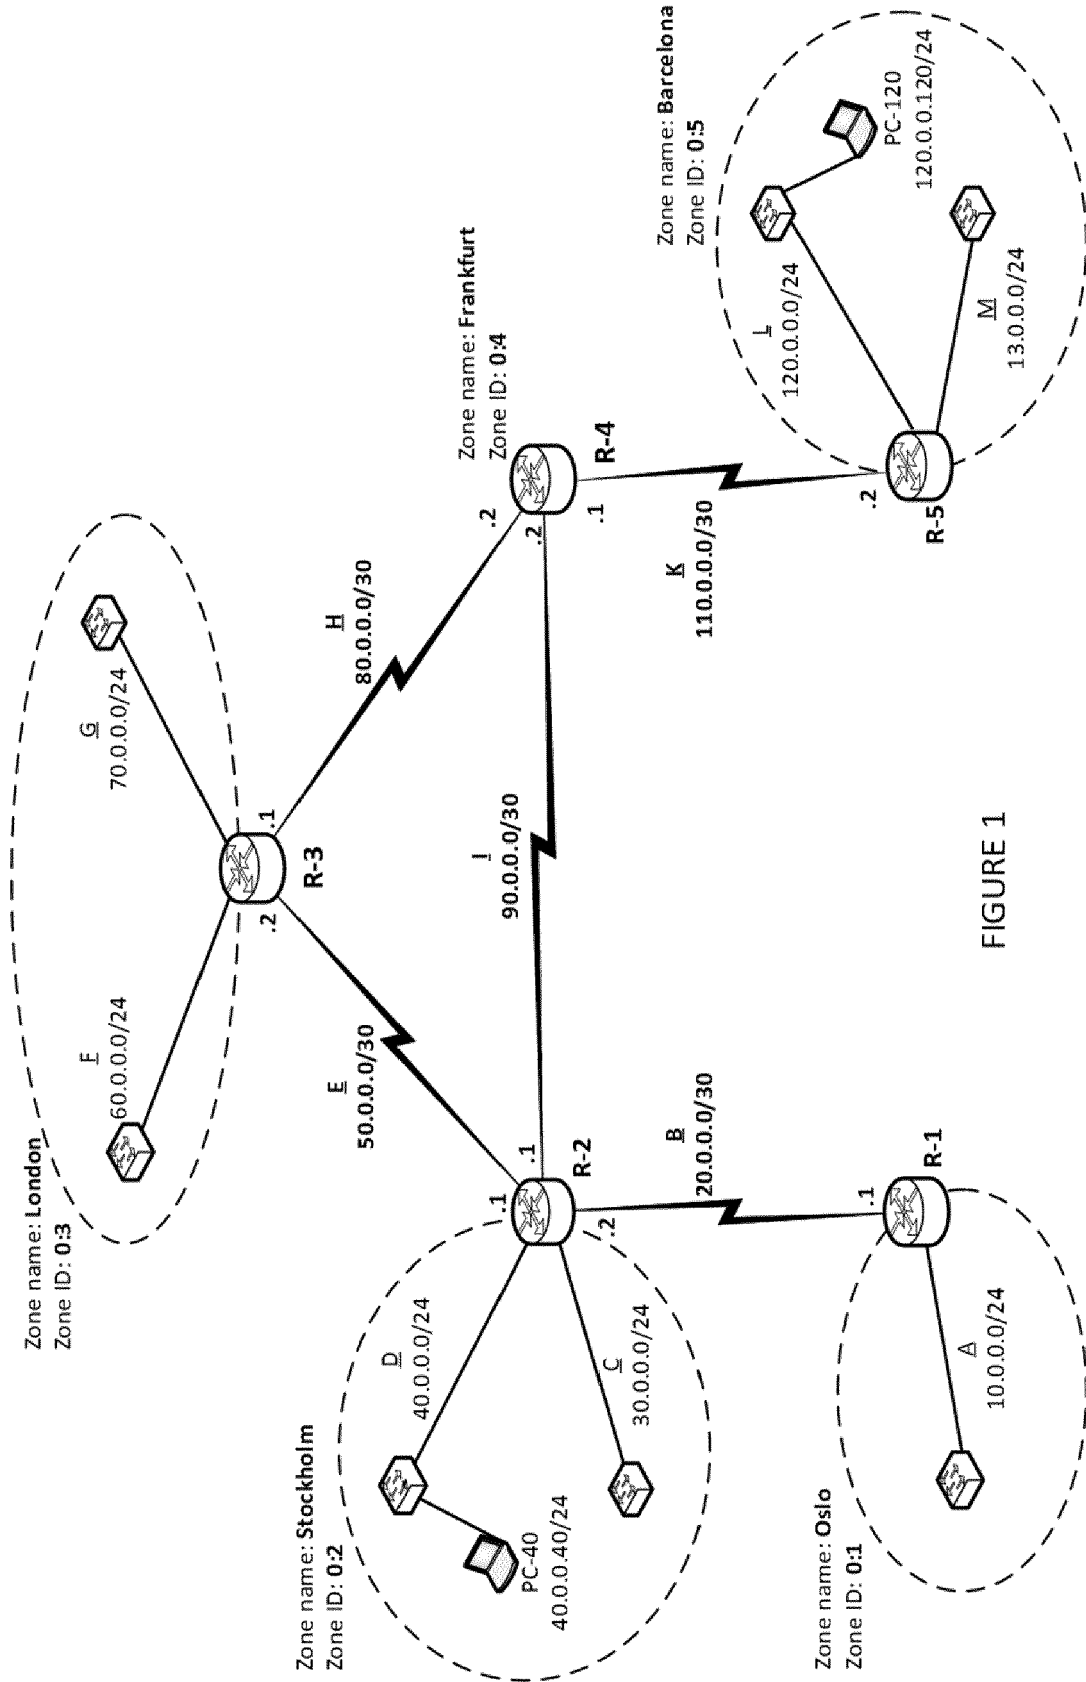 Zone name: London
Zone ID: 0:3
F
60.0.0.0/24
G
70.0.0.0/24
.2
.1
R-3
E
50.0.0.0/30
H
80.0.0.0/30
Zone name: Stockholm
Zone ID: 0:2
D
40.0.0.0/24
PC-40
40.0.0.40/24
C
30.0.0.0/24
.1
.1
.2
R-2
I
90.0.0.0/30
Zone name: Frankfurt
Zone ID: 0:4
.2
.2
.1
R-4
B
20.0.0.0/30
K
110.0.0.0/30
Zone name: Barcelona
Zone ID: 0:5
L
120.0.0.0/24
PC-120
120.0.0.120/24
M
13.0.0.0/24
.2
R-5
Zone name: Oslo
Zone ID: 0:1
A
10.0.0.0/24
.1
R-1
FIGURE 1